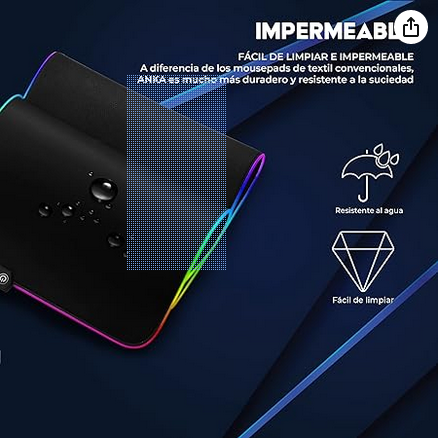 IMPERMEABLE
FÁCIL DE LIMPIAR E IMPERMEABLE
A diferencia de los mousepads de textil convencionales,
ANKA es mucho más duradero y resistente a la suciedad
Resistente al agua
Fácil de limpiar